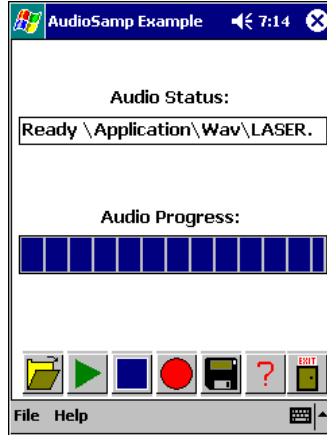 AudioSamp Example 7:14
Audio Status:
Ready \Application\Wav\LASER.
Audio Progress:
?
EXIT
File Help